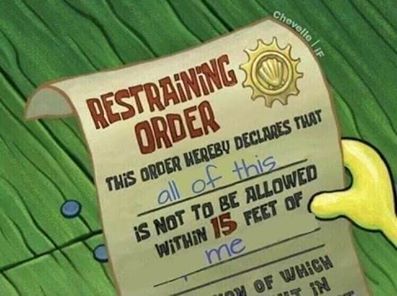 Chevelle | IF
RESTRAINING
ORDER
THIS ORDER HEREBY DECLARES THAT
all of this
IS NOT TO BE ALLOWED
WITHIN 15 FEET OF
me
OF WHICH
IN